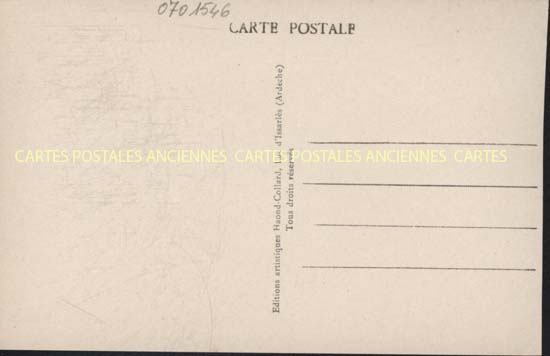 0701546
CARTE POSTALE
CARTES POSTALES ANCIENNES CARTES POSTALES ANCIENNES CARTES
Editions artistiques Haond-Collard, d'Issarlès (Ardèche)
Tous droits réservés